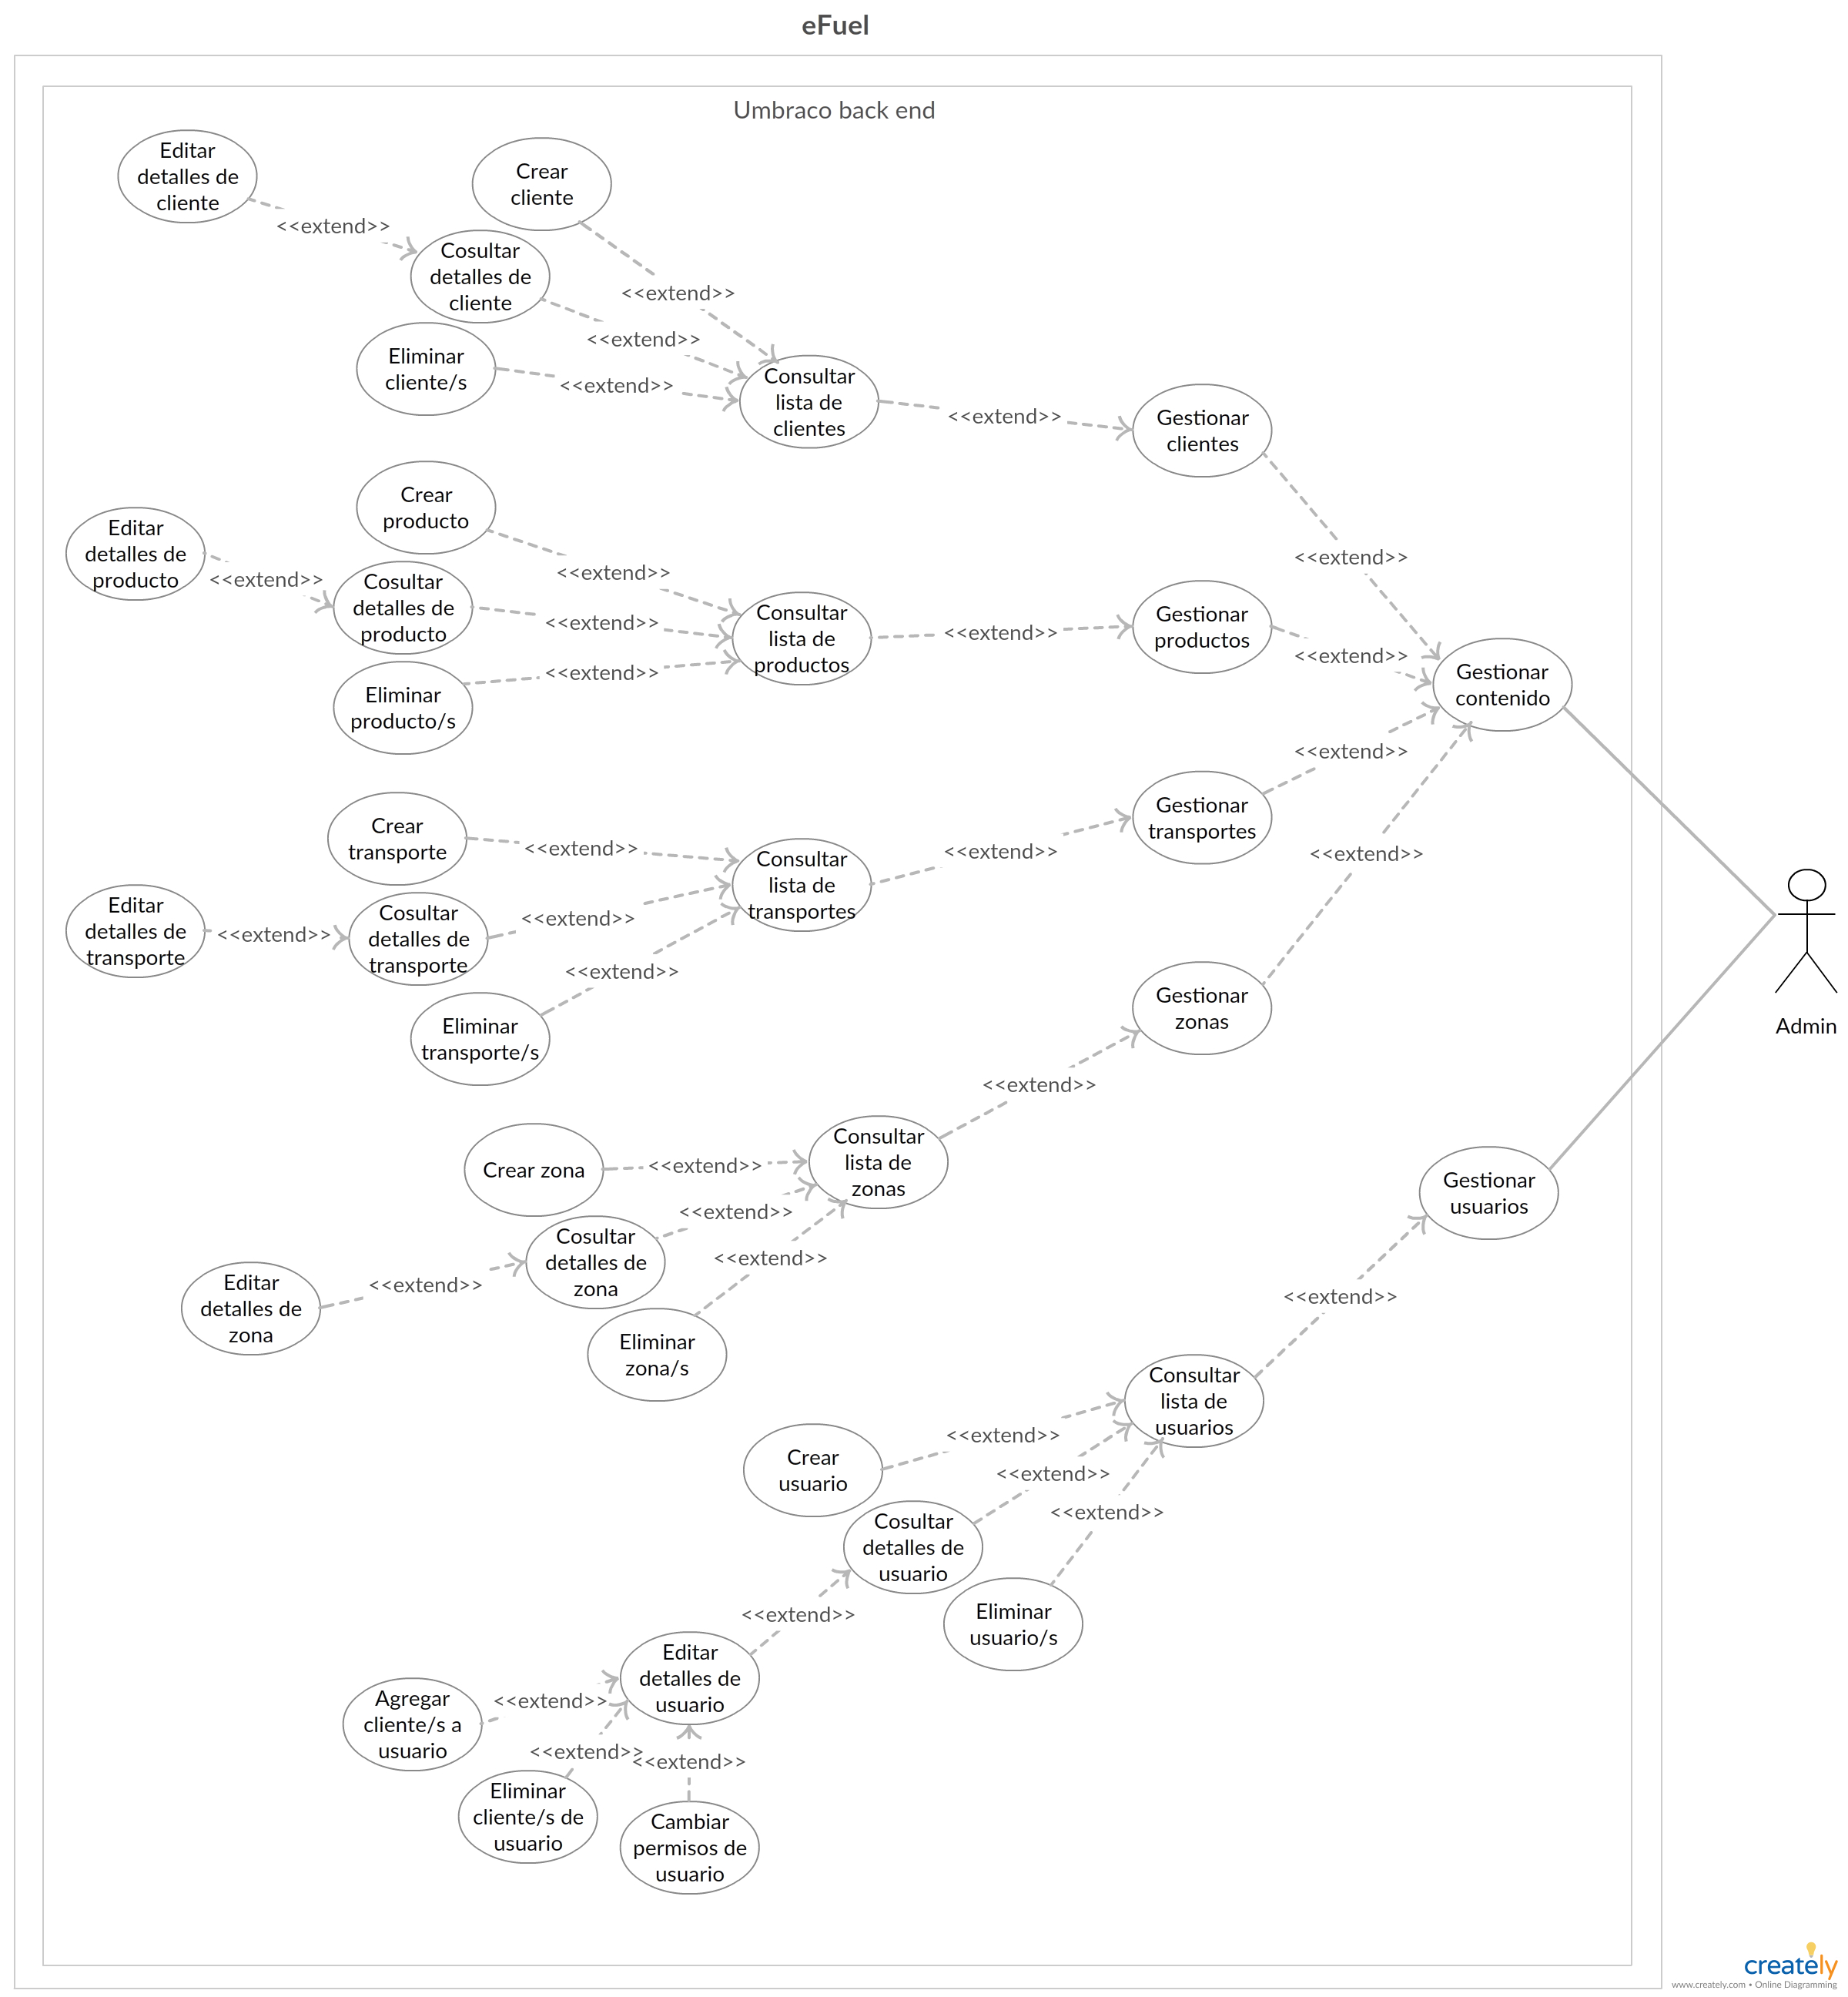 eFuel
Umbraco back end
Editar
detalles de
cliente
<<extend>>
Crear
cliente
<<extend>>
Cosultar
detalles de
cliente
<<extend>>
Eliminar
cliente/s
<<extend>>
Consultar
lista de
clientes
<<extend>>
Gestionar
clientes
<<extend>>
Crear
producto
<<extend>>
Editar
detalles de
producto
<<extend>>
Cosultar
detalles de
producto
<<extend>>
Eliminar
producto/s
<<extend>>
Consultar
lista de
productos
<<extend>>
Gestionar
productos
<<extend>>
Gestionar
contenido
Crear
transporte
<<extend>>
Editar
detalles de
transporte
<<extend>>
Cosultar
detalles de
transporte
<<extend>>
Eliminar
transporte/s
<<extend>>
Consultar
lista de
transportes
<<extend>>
Gestionar
transportes
<<extend>>
Gestionar
zonas
<<extend>>
Admin
Crear zona
<<extend>>
Consultar
lista de
zonas
<<extend>>
Cosultar
detalles de
zona
<<extend>>
Editar
detalles de
zona
<<extend>>
Eliminar
zona/s
<<extend>>
Gestionar
usuarios
<<extend>>
Consultar
lista de
usuarios
Crear
usuario
<<extend>>
Cosultar
detalles de
usuario
<<extend>>
Eliminar
usuario/s
<<extend>>
Editar
detalles de
usuario
<<extend>>
Agregar
cliente/s a
usuario
<<extend>>
Eliminar
cliente/s de
usuario
<<extend>>
Cambiar
permisos de
usuario
<<extend>>
creately
www.creately.com • Online Diagramming